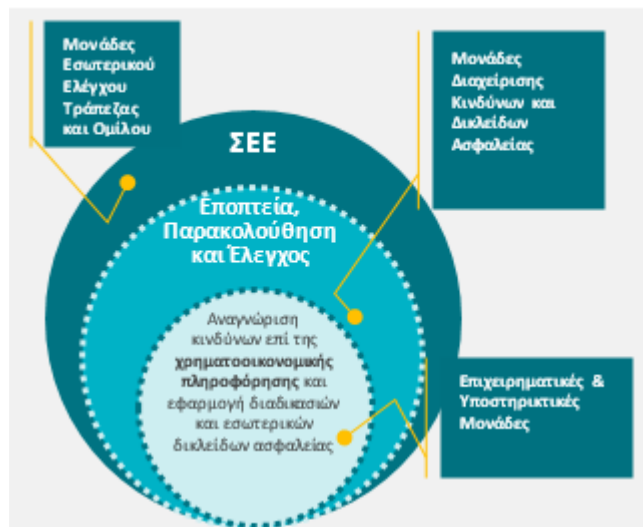 Μονάδες
Εσωτερικού
Ελέγχου
Τράπεζας
και Ομίλου
Μονάδες
Διαχείρισης
Κινδύνων και
Δικλείδων
Ασφαλείας
ΣΕΕ
Εποπτεία,
Παρακολούθηση
και Έλεγχος
Αναγνώριση
κινδύνων επί της
χρηματοοικονομικής
πληροφόρησης και
εφαρμογή διαδικασιών
και εσωτερικών
δικλείδων ασφαλείας
Επιχειρηματικές &
Υποστηρικτικές
Μονάδες